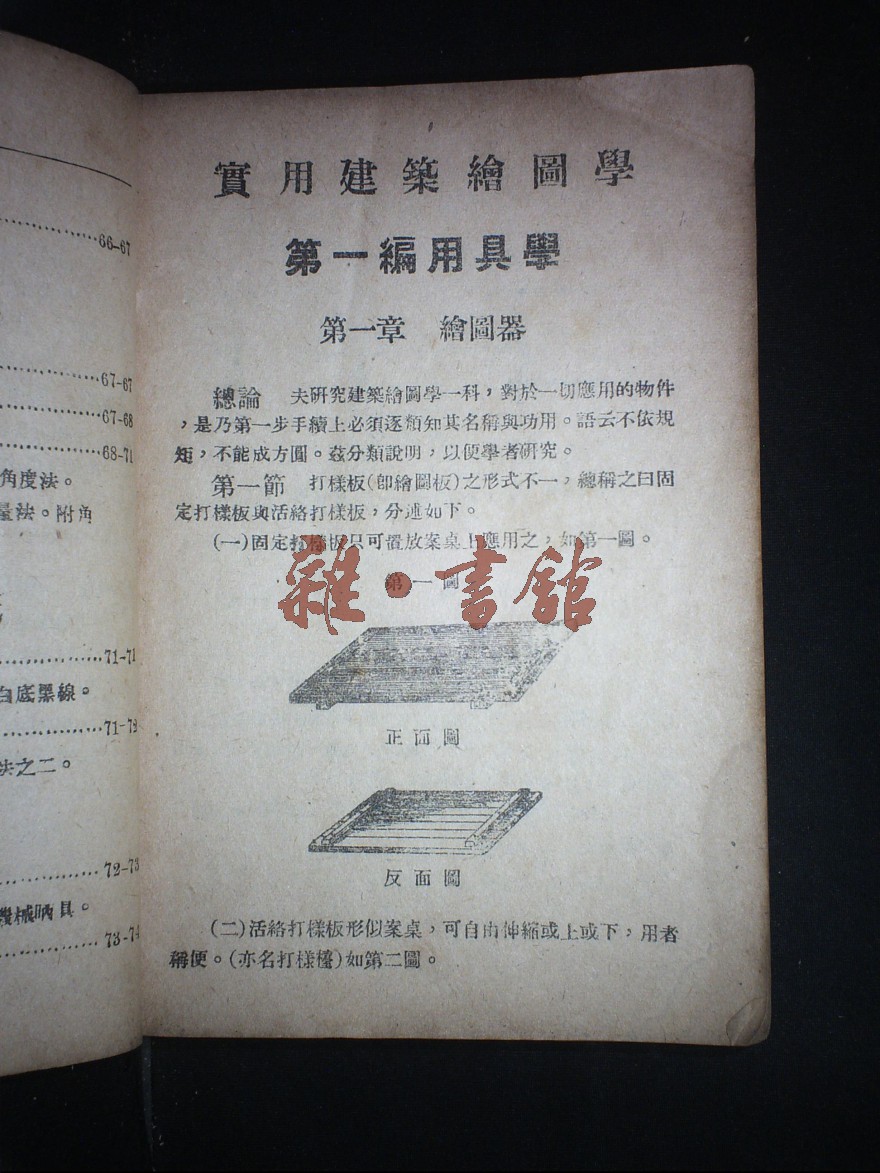 66-67
67-67
67-68
68-71
角度法。
量法。附角
71-71
白底黑線。
71-72
法之二。
72-73
機械晒具。
73-74
實用建築繪圖學
第一編用具學
第一章 繪圖器
總論 夫研究建築繪圖學一科，對於一切應用的物件
，是乃第一步手續上必須逐類知其名稱與功用。語云不依規
矩，不能成方圓。茲分類說明，以便學者研究。
第一節 打樣板(卽繪圖板)之形式不一，總稱之曰固
定打樣板與活絡打樣板，分述如下。
(一)固定打樣板只可置放案桌上應用之，如第一圖。
第一圖
雜·書館
正面圖
反面圖
(二)活絡打樣板形似案桌，可自由伸縮或上或下，用者
稱便。(亦名打樣檯)如第二圖。